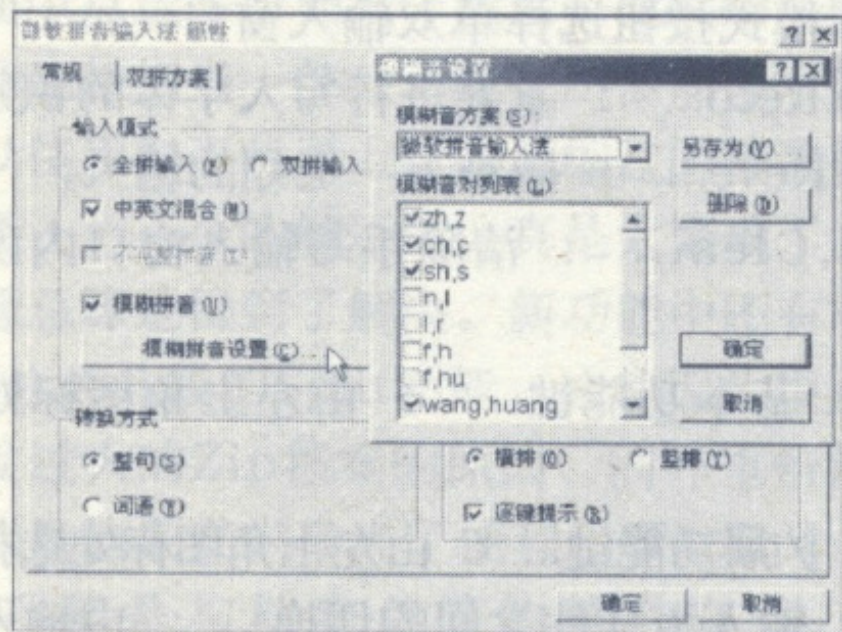 微软拼音输入法 属性
常规
双拼方案
输入模式
全拼输入(P)
双拼输入
中英文混合(M)
不完整拼音(I)
模糊拼音(U)
模糊拼音设置(C)...
转换方式
整句(S)
词语(T)
模糊音设置
模糊音方案(S):
微软拼音输入法
另存为(V)...
模糊音对列表(L)
删除(D)
zh,z
ch,c
sh,s
n,l
l,r
f,h
f,hu
wang,huang
确定
取消
横排(O)
竖排(Y)
逐键提示(R)
确定
取消